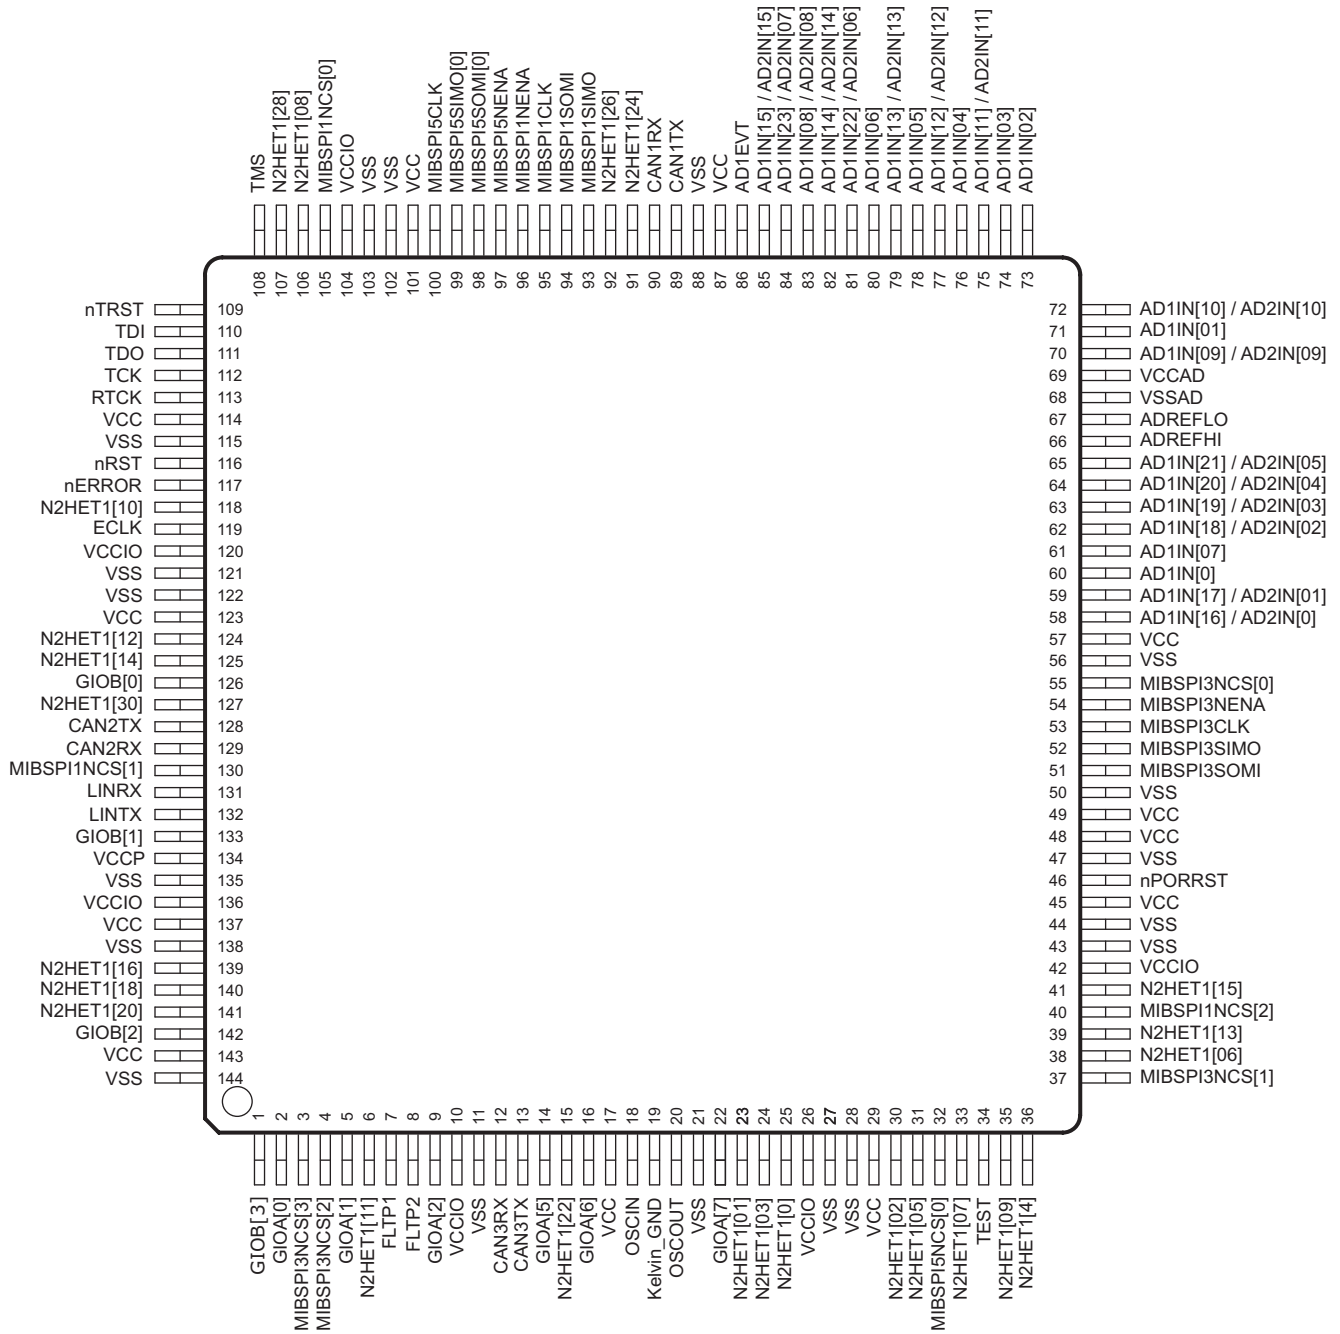 TMS
N2HET1[28]
N2HET1[08]
MIBSPI1NCS[0]
VCCIO
VSS
VSS
VCC
MIBSPI5CLK
MIBSPI5SIMO[0]
MIBSPI5SOMI[0]
MIBSPI5NENA
MIBSPI1NENA
MIBSPI1CLK
MIBSPI1SOMI
MIBSPI1SIMO
N2HET1[26]
N2HET1[24]
CAN1RX
CAN1TX
VSS
VCC
AD1EVT
AD1IN[15] / AD2IN[15]
AD1IN[23] / AD2IN[07]
AD1IN[08] / AD2IN[08]
AD1IN[14] / AD2IN[14]
AD1IN[22] / AD2IN[06]
AD1IN[06]
AD1IN[13] / AD2IN[13]
AD1IN[05]
AD1IN[12] / AD2IN[12]
AD1IN[04]
AD1IN[11] / AD2IN[11]
AD1IN[03]
AD1IN[02]
108
107
106
105
104
103
102
101
100
99
98
97
96
95
94
93
92
91
90
89
88
87
86
85
84
83
82
81
80
79
78
77
76
75
74
73
nTRST 109
TDI 110
TDO 111
TCK 112
RTCK 113
VCC 114
VSS 115
nRST 116
nERROR 117
N2HET1[10] 118
ECLK 119
VCCIO 120
VSS 121
VSS 122
VCC 123
N2HET1[12] 124
N2HET1[14] 125
GIOB[0] 126
N2HET1[30] 127
CAN2TX 128
CAN2RX 129
MIBSPI1NCS[1] 130
LINRX 131
LINTX 132
GIOB[1] 133
VCCP 134
VSS 135
VCCIO 136
VCC 137
VSS 138
N2HET1[16] 139
N2HET1[18] 140
N2HET1[20] 141
GIOB[2] 142
VCC 143
VSS 144
72 AD1IN[10] / AD2IN[10]
71 AD1IN[01]
70 AD1IN[09] / AD2IN[09]
69 VCCAD
68 VSSAD
67 ADREFLO
66 ADREFHI
65 AD1IN[21] / AD2IN[05]
64 AD1IN[20] / AD2IN[04]
63 AD1IN[19] / AD2IN[03]
62 AD1IN[18] / AD2IN[02]
61 AD1IN[07]
60 AD1IN[0]
59 AD1IN[17] / AD2IN[01]
58 AD1IN[16] / AD2IN[0]
57 VCC
56 VSS
55 MIBSPI3NCS[0]
54 MIBSPI3NENA
53 MIBSPI3CLK
52 MIBSPI3SIMO
51 MIBSPI3SOMI
50 VSS
49 VCC
48 VCC
47 VSS
46 nPORRST
45 VCC
44 VSS
43 VSS
42 VCCIO
41 N2HET1[15]
40 MIBSPI1NCS[2]
39 N2HET1[13]
38 N2HET1[06]
37 MIBSPI3NCS[1]
1
2
3
4
5
6
7
8
9
10
11
12
13
14
15
16
17
18
19
20
21
22
23
24
25
26
27
28
29
30
31
32
33
34
35
36
GIOB[3]
GIOA[0]
MIBSPI3NCS[3]
MIBSPI3NCS[2]
GIOA[1]
N2HET1[11]
FLTP1
FLTP2
GIOA[2]
VCCIO
VSS
CAN3RX
CAN3TX
GIOA[5]
N2HET1[22]
GIOA[6]
VCC
OSCIN
Kelvin_GND
OSCOUT
VSS
GIOA[7]
N2HET1[01]
N2HET1[03]
N2HET1[0]
VCCIO
VSS
VSS
VCC
N2HET1[02]
N2HET1[05]
MIBSPI5NCS[0]
N2HET1[07]
TEST
N2HET1[09]
N2HET1[4]